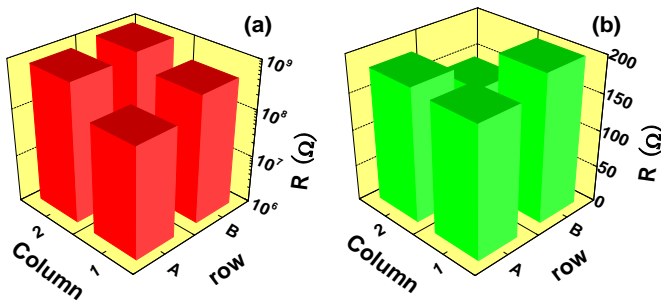 (a)
10⁹
10⁸
10⁷
10⁶
R (Ω)
2
1
Column
A
B
row
(b)
200
150
100
50
0
R (Ω)
2
1
Column
A
B
row